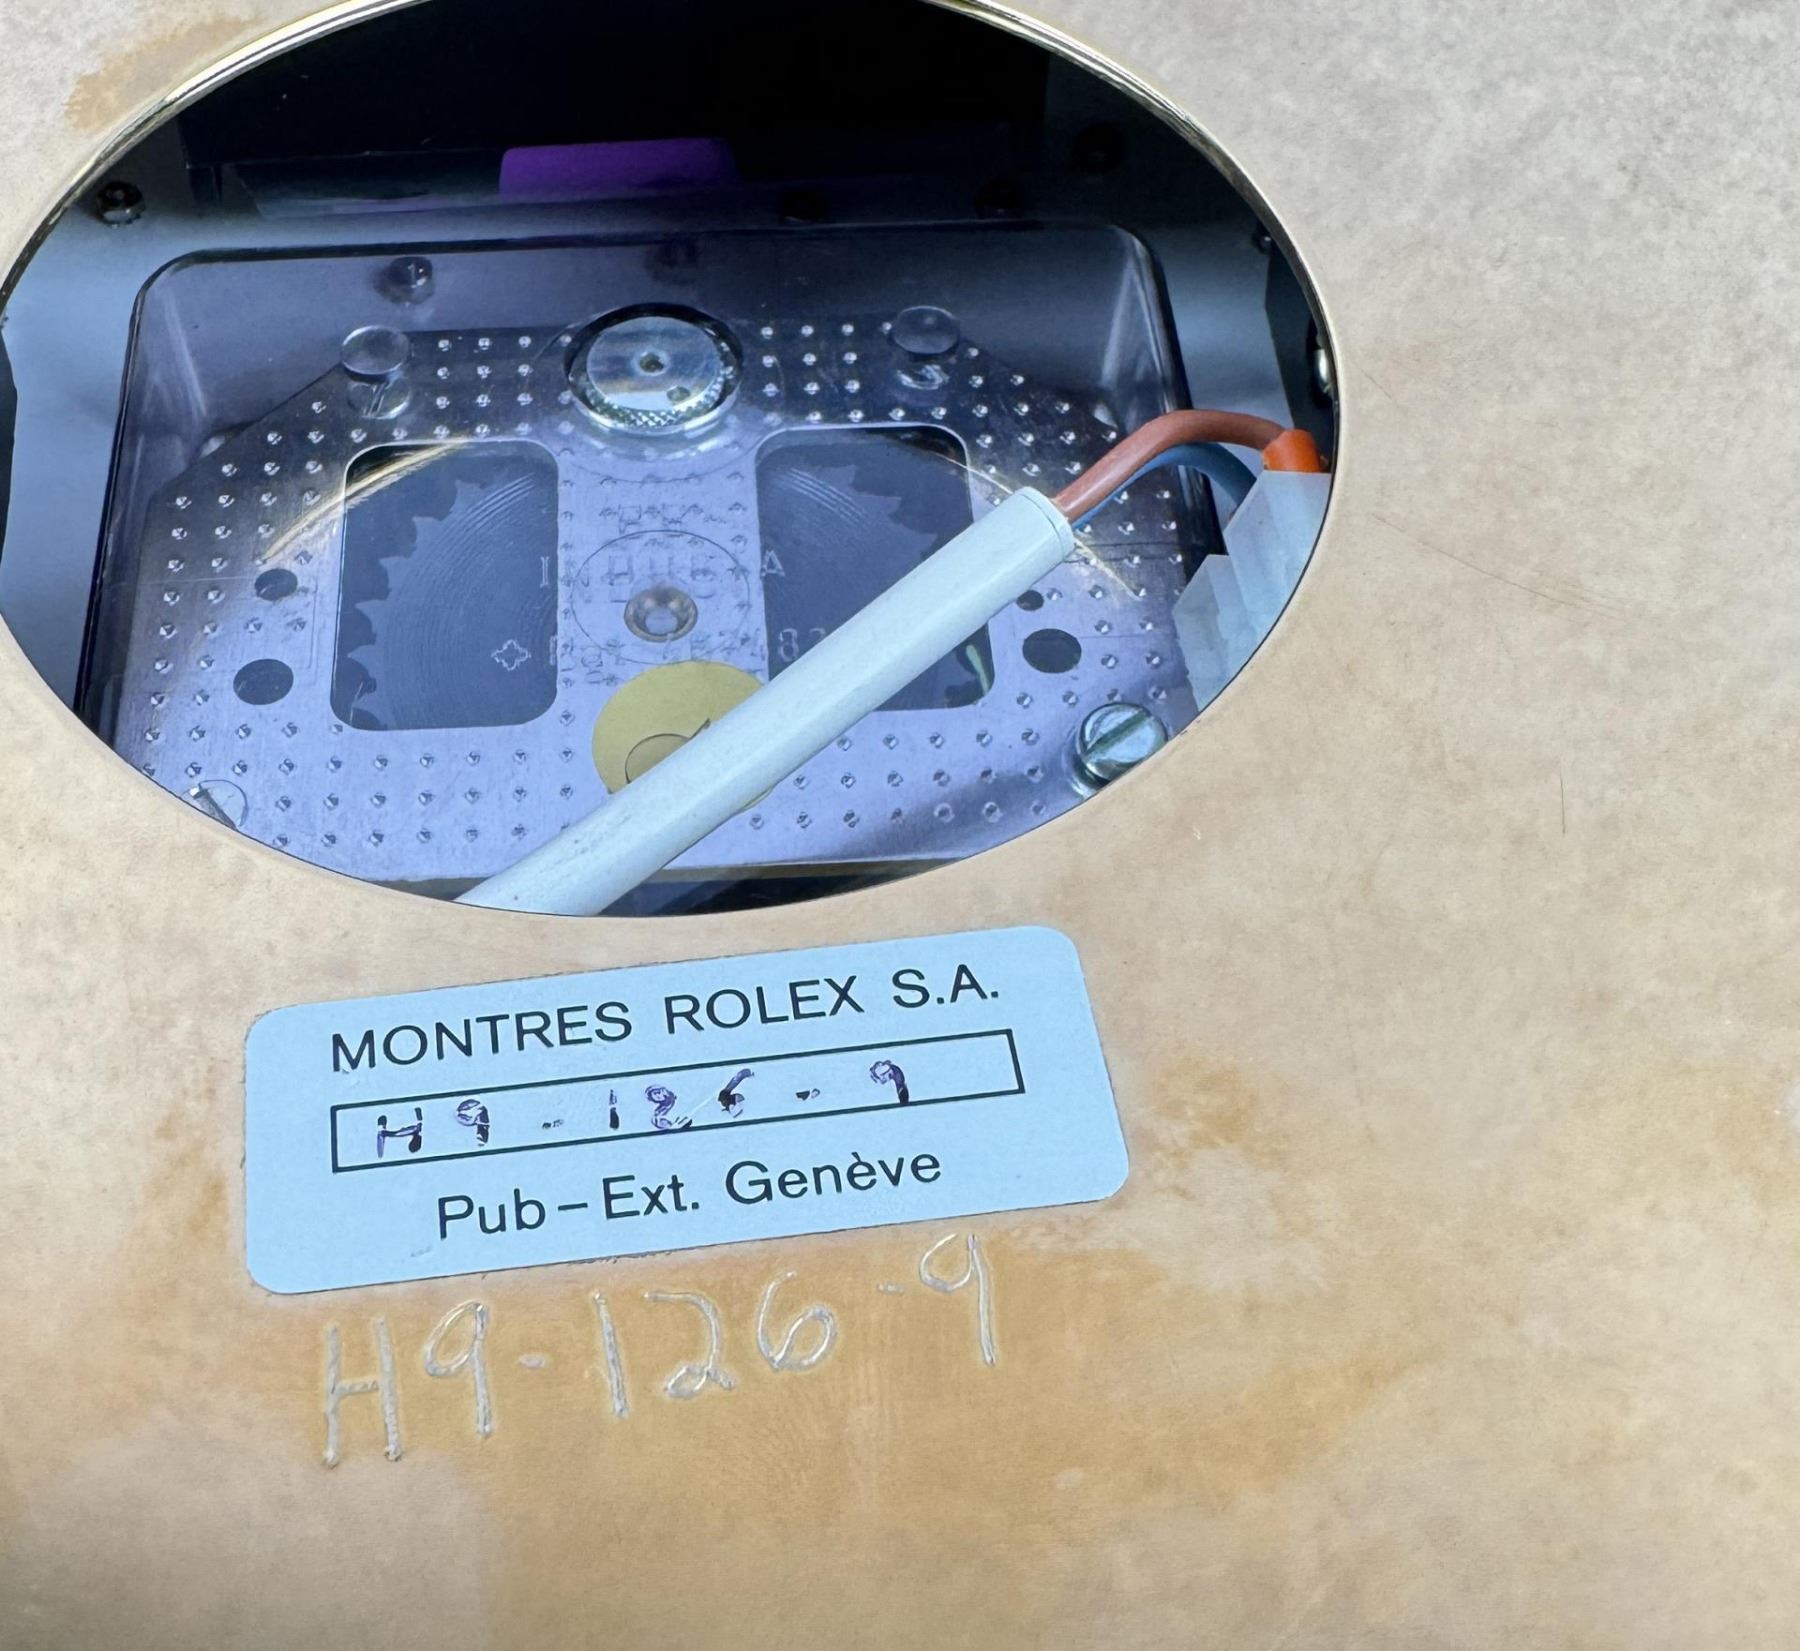 MONTRES ROLEX S.A.
H9-126-9
Pub-Ext. Genève
H9-126-9